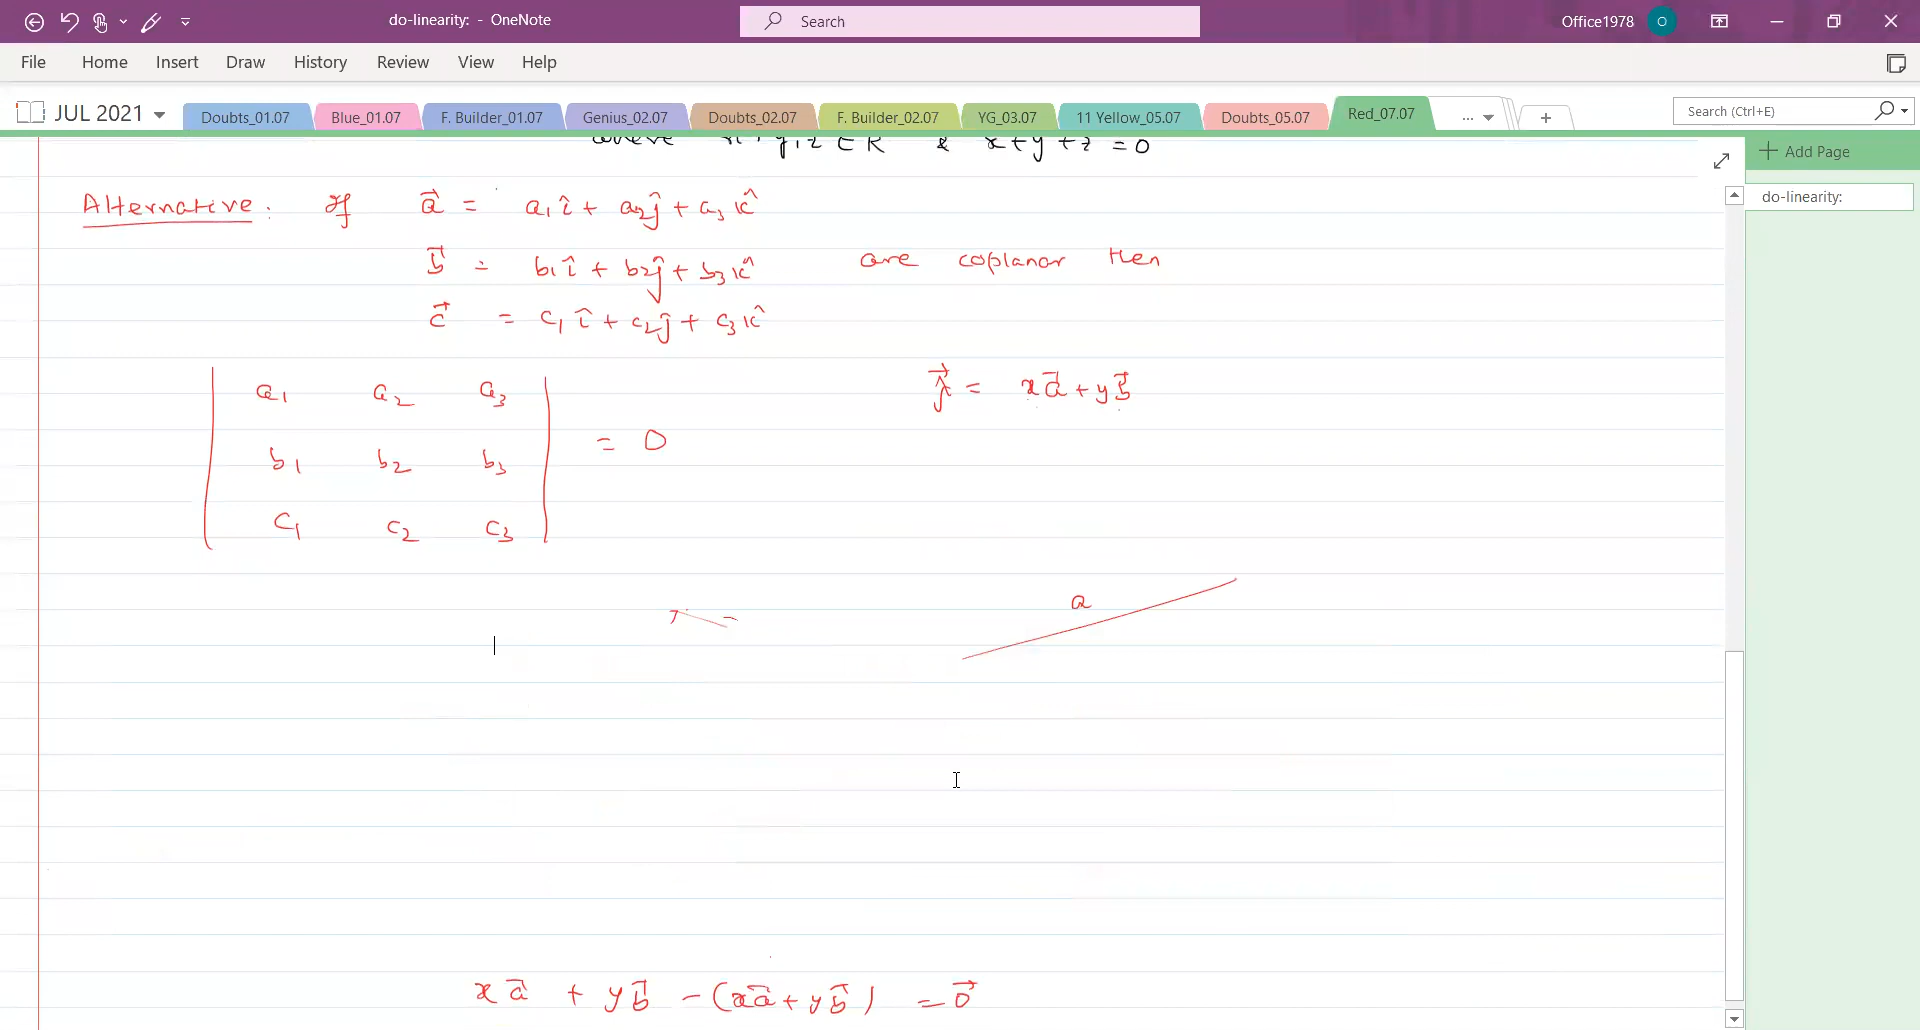 do-linearity: - OneNote
Search
Office1978
O
File Home Insert Draw History Review View Help
JUL 2021
Doubts_01.07 Blue_01.07 F. Builder_01.07 Genius_02.07 Doubts_02.07 F. Builder_02.07 YG_03.07 11 Yellow_05.07 Doubts_05.07 Red_07.07 ... +
Search (Ctrl+E)
Add Page
do-linearity:
where x, y, z ∈ R & x+y+z=0
Alternative: If a⃗ = a₁î + a₂ĵ + a₃k̂
b⃗ = b₁î + b₂ĵ + b₃k̂ are coplanar then
c⃗ = c₁î + c₂ĵ + c₃k̂
a₁ a₂ a₃
r⃗ = xa⃗ + yb⃗
b₁ b₂ b₃ = 0
c₁ c₂ c₃
a
xa⃗ + yb⃗ - (xa⃗ + yb⃗) = 0⃗